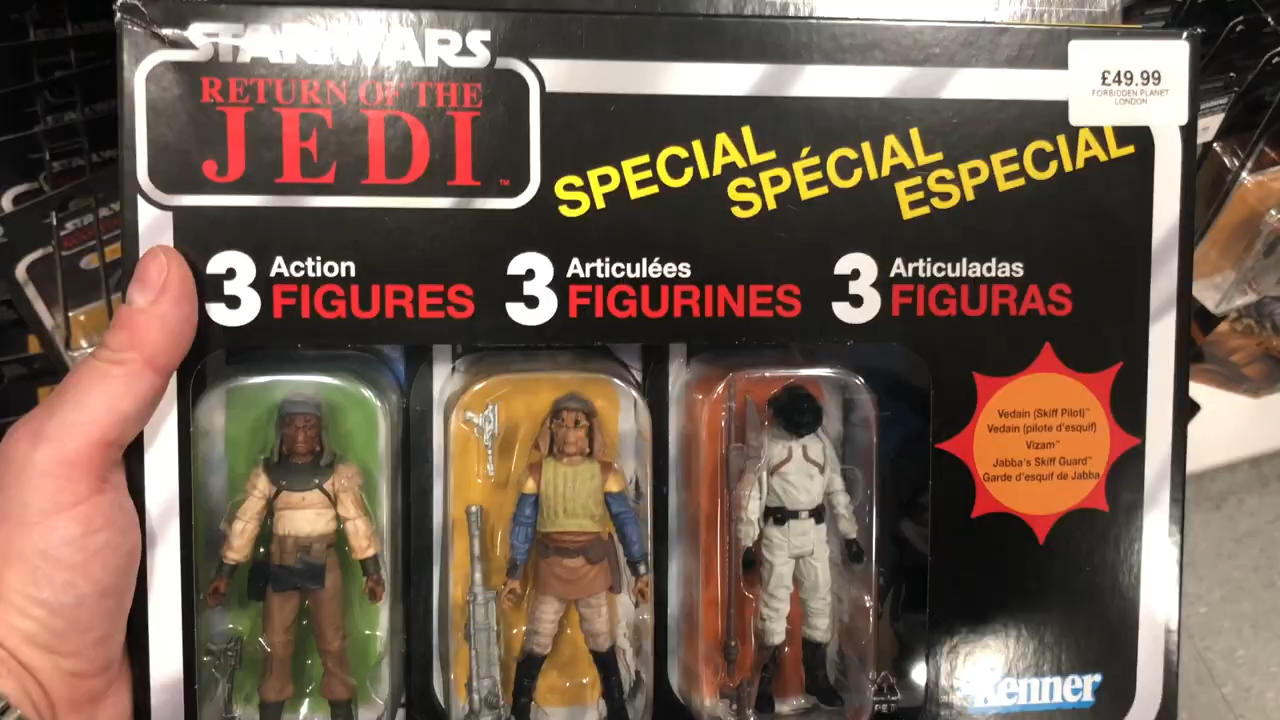 STAR WARS
RETURN OF THE
JEDI™
£49.99
FORBIDDEN PLANET
LONDON
SPECIAL
SPÉCIAL
ESPECIAL
3 Action FIGURES
3 Articulées FIGURINES
3 Articuladas FIGURAS
Vedain (Skiff Pilot)™
Vedain (pilote d'esquif)
Vizam™
Jabba's Skiff Guard™
Garde d'esquif de Jabba
Kenner